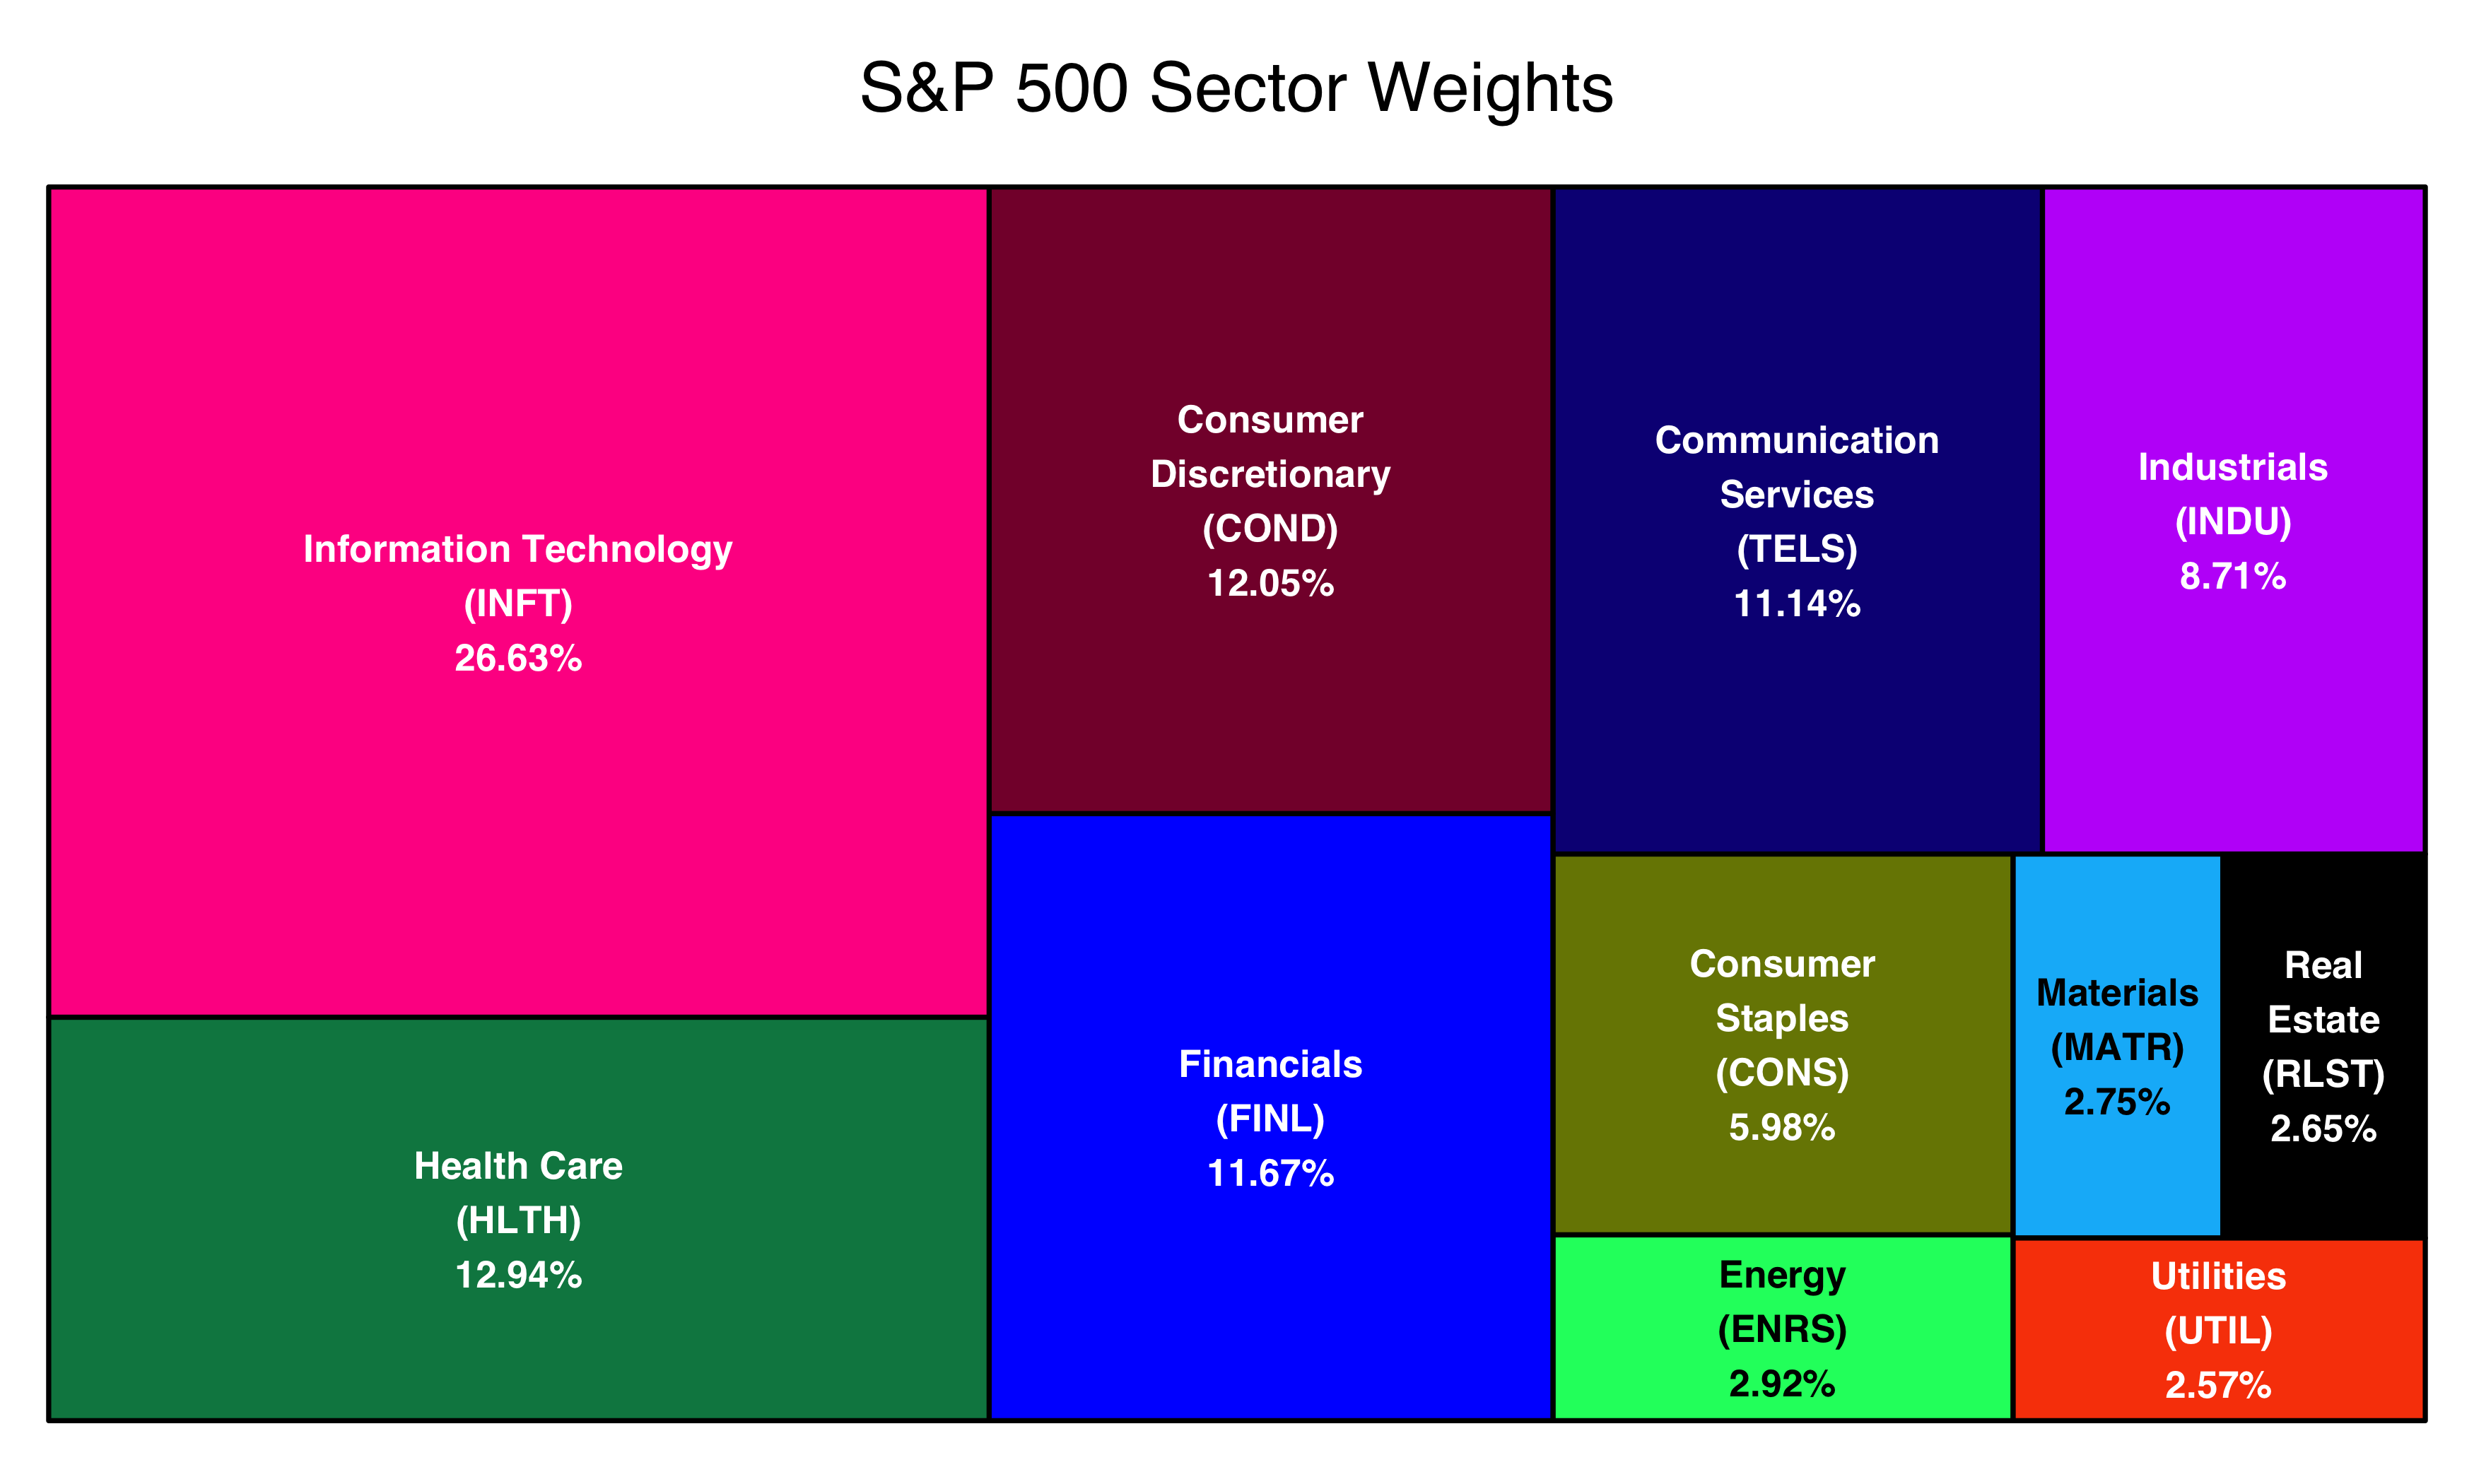 S&P 500 Sector Weights
Information Technology
(INFT)
26.63%
Health Care
(HLTH)
12.94%
Consumer
Discretionary
(COND)
12.05%
Financials
(FINL)
11.67%
Communication
Services
(TELS)
11.14%
Industrials
(INDU)
8.71%
Consumer
Staples
(CONS)
5.98%
Energy
(ENRS)
2.92%
Materials
(MATR)
2.75%
Real
Estate
(RLST)
2.65%
Utilities
(UTIL)
2.57%